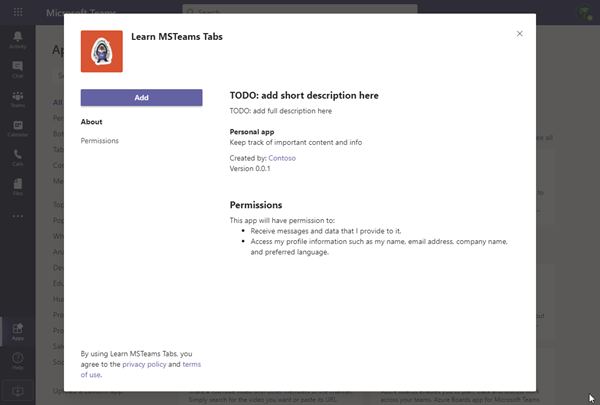 Microsoft Teams
Search
Learn MSTeams Tabs
Activity
Chat
Teams
Calendar
Calls
Files
Apps
Help
Add
About
Permissions
TODO: add short description here
TODO: add full description here
Personal app
Keep track of important content and info
Created by: Contoso
Version 0.0.1
Permissions
This app will have permission to:
• Receive messages and data that I provide to it.
• Access my profile information such as my name, email address, company name,
and preferred language.
By using Learn MSTeams Tabs, you
agree to the privacy policy and terms
of use.